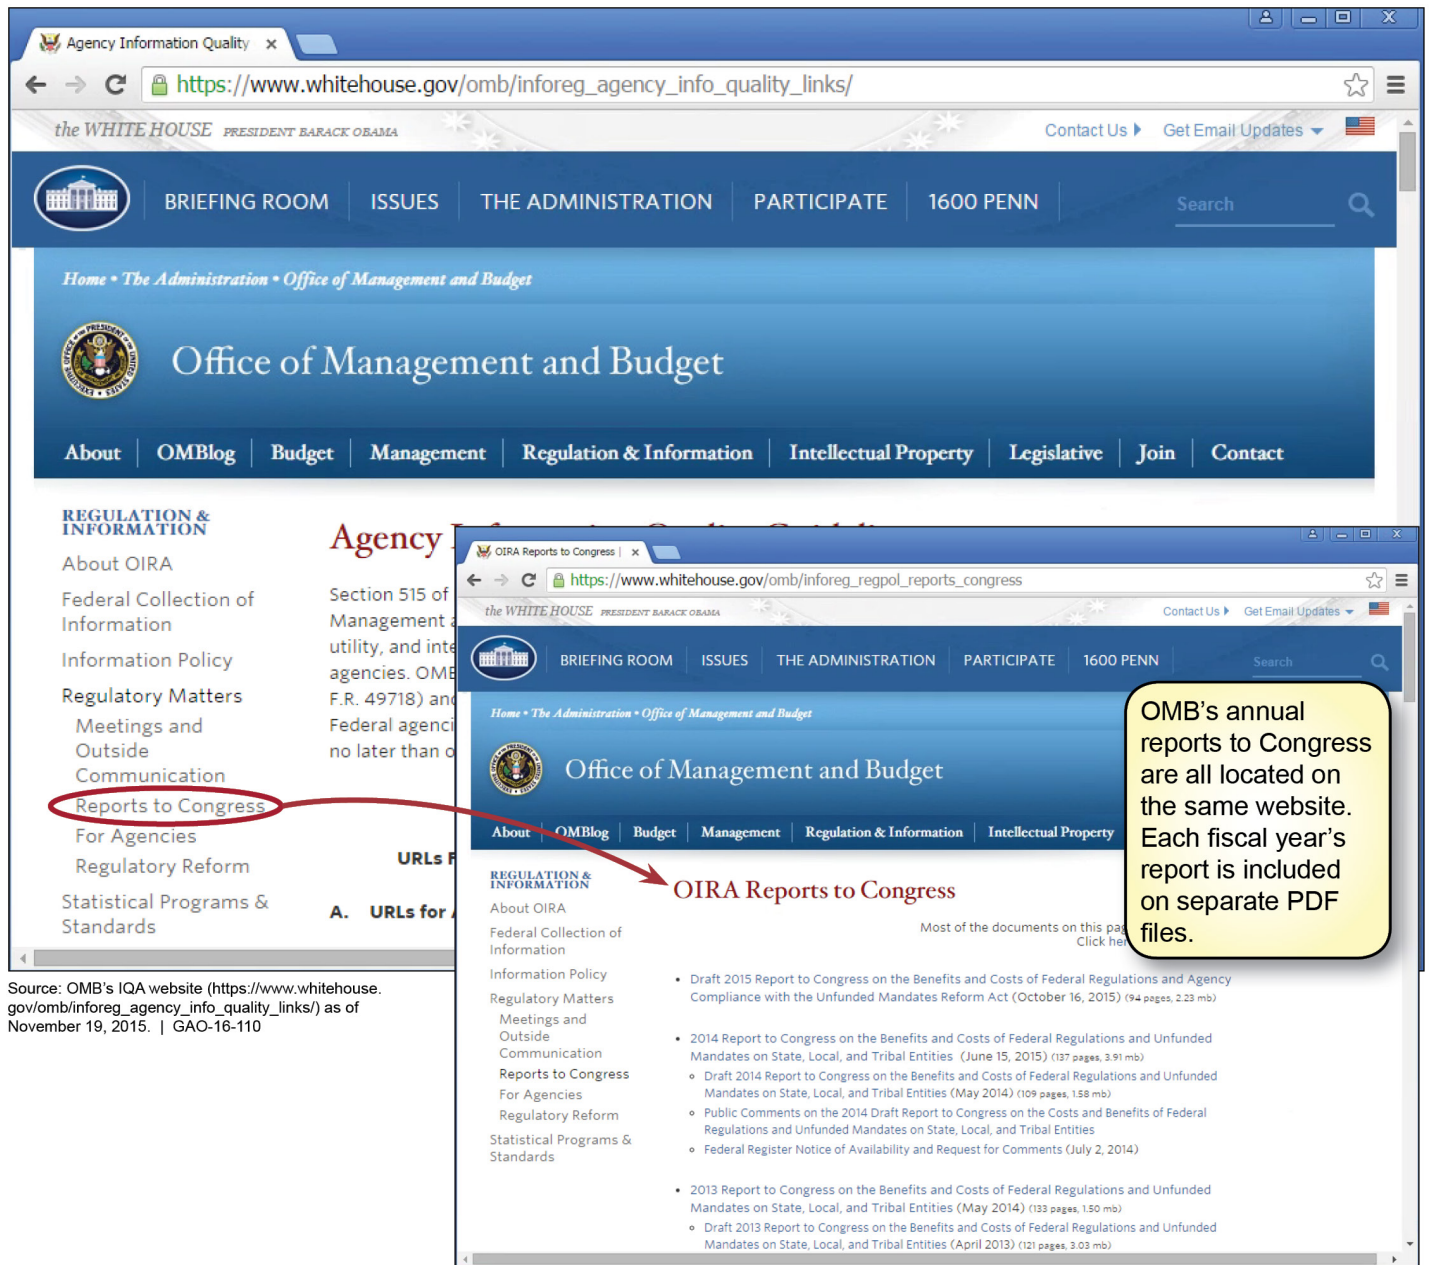 Agency Information Quality
https://www.whitehouse.gov/omb/inforeg_agency_info_quality_links/
the WHITE HOUSE PRESIDENT BARACK OBAMA
Contact Us
Get Email Updates
BRIEFING ROOM
ISSUES
THE ADMINISTRATION
PARTICIPATE
1600 PENN
Search
Home • The Administration • Office of Management and Budget
Office of Management and Budget
About
OMBlog
Budget
Management
Regulation & Information
Intellectual Property
Legislative
Join
Contact
REGULATION &
INFORMATION
About OIRA
Federal Collection of
Information
Information Policy
Regulatory Matters
Meetings and
Outside
Communication
Reports to Congress
For Agencies
Regulatory Reform
Statistical Programs &
Standards
Agency
Section 515 of
Management a
utility, and inte
agencies. OMB
F.R. 49718) and
Federal agenci
no later than o
URLs F
A. URLs for
OIRA Reports to Congress |
https://www.whitehouse.gov/omb/inforeg_regpol_reports_congress
the WHITE HOUSE PRESIDENT BARACK OBAMA
Contact Us
Get Email Updates
BRIEFING ROOM
ISSUES
THE ADMINISTRATION
PARTICIPATE
1600 PENN
Search
Home • The Administration • Office of Management and Budget
Office of Management and Budget
About
OMBlog
Budget
Management
Regulation & Information
Intellectual Property
REGULATION &
INFORMATION
About OIRA
Federal Collection of
Information
Information Policy
Regulatory Matters
Meetings and
Outside
Communication
Reports to Congress
For Agencies
Regulatory Reform
Statistical Programs &
Standards
OIRA Reports to Congress
Most of the documents on this pag
Click her
• Draft 2015 Report to Congress on the Benefits and Costs of Federal Regulations and Agency
Compliance with the Unfunded Mandates Reform Act (October 16, 2015) (94 pages, 2.23 mb)
• 2014 Report to Congress on the Benefits and Costs of Federal Regulations and Unfunded
Mandates on State, Local, and Tribal Entities (June 15, 2015) (137 pages, 3.91 mb)
Draft 2014 Report to Congress on the Benefits and Costs of Federal Regulations and Unfunded
Mandates on State, Local, and Tribal Entities (May 2014) (109 pages, 1.58 mb)
Public Comments on the 2014 Draft Report to Congress on the Costs and Benefits of Federal
Regulations and Unfunded Mandates on State, Local, and Tribal Entities
Federal Register Notice of Availability and Request for Comments (July 2, 2014)
• 2013 Report to Congress on the Benefits and Costs of Federal Regulations and Unfunded
Mandates on State, Local, and Tribal Entities (May 2014) (133 pages, 1.50 mb)
Draft 2013 Report to Congress on the Benefits and Costs of Federal Regulations and Unfunded
Mandates on State, Local, and Tribal Entities (April 2013) (121 pages, 3.03 mb)
OMB's annual
reports to Congress
are all located on
the same website.
Each fiscal year's
report is included
on separate PDF
files.
Source: OMB's IQA website (https://www.whitehouse.
gov/omb/inforeg_agency_info_quality_links/) as of
November 19, 2015. | GAO-16-110